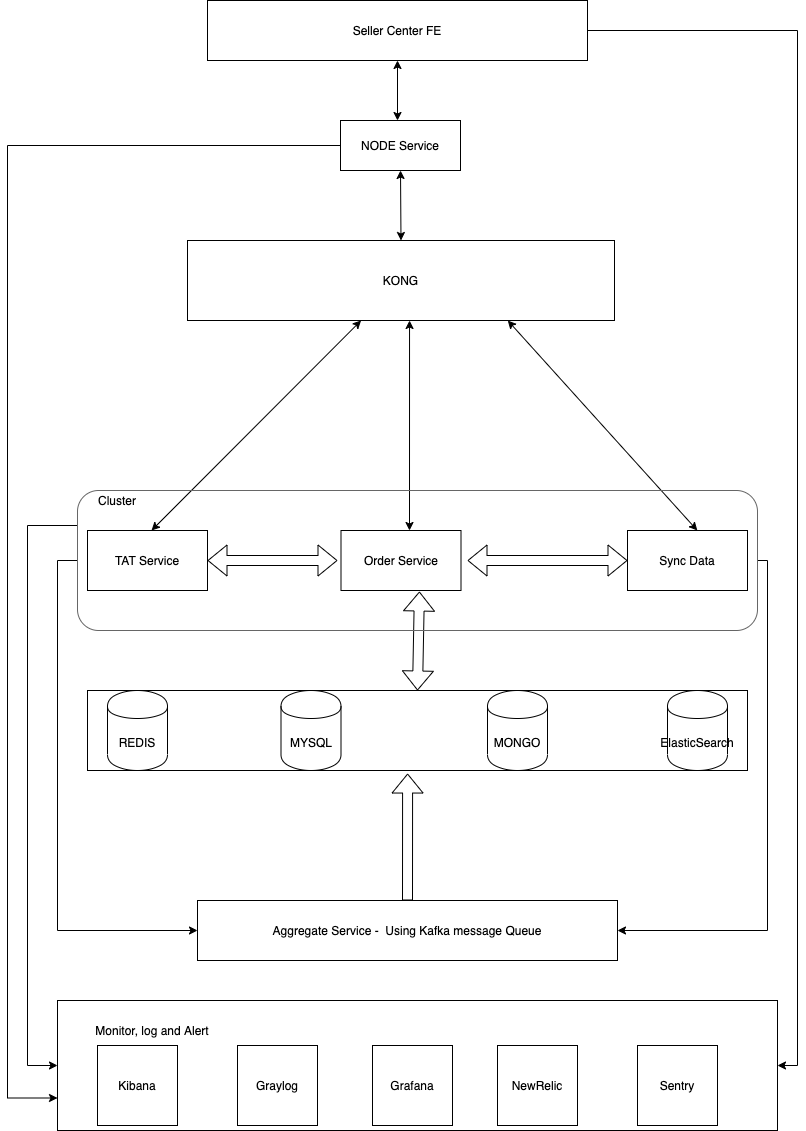 Seller Center FE
NODE Service
KONG
Cluster
TAT Service
Order Service
Sync Data
REDIS
MYSQL
MONGO
ElasticSearch
Aggregate Service -  Using Kafka message Queue
Monitor, log and Alert
Kibana
Graylog
Grafana
NewRelic
Sentry